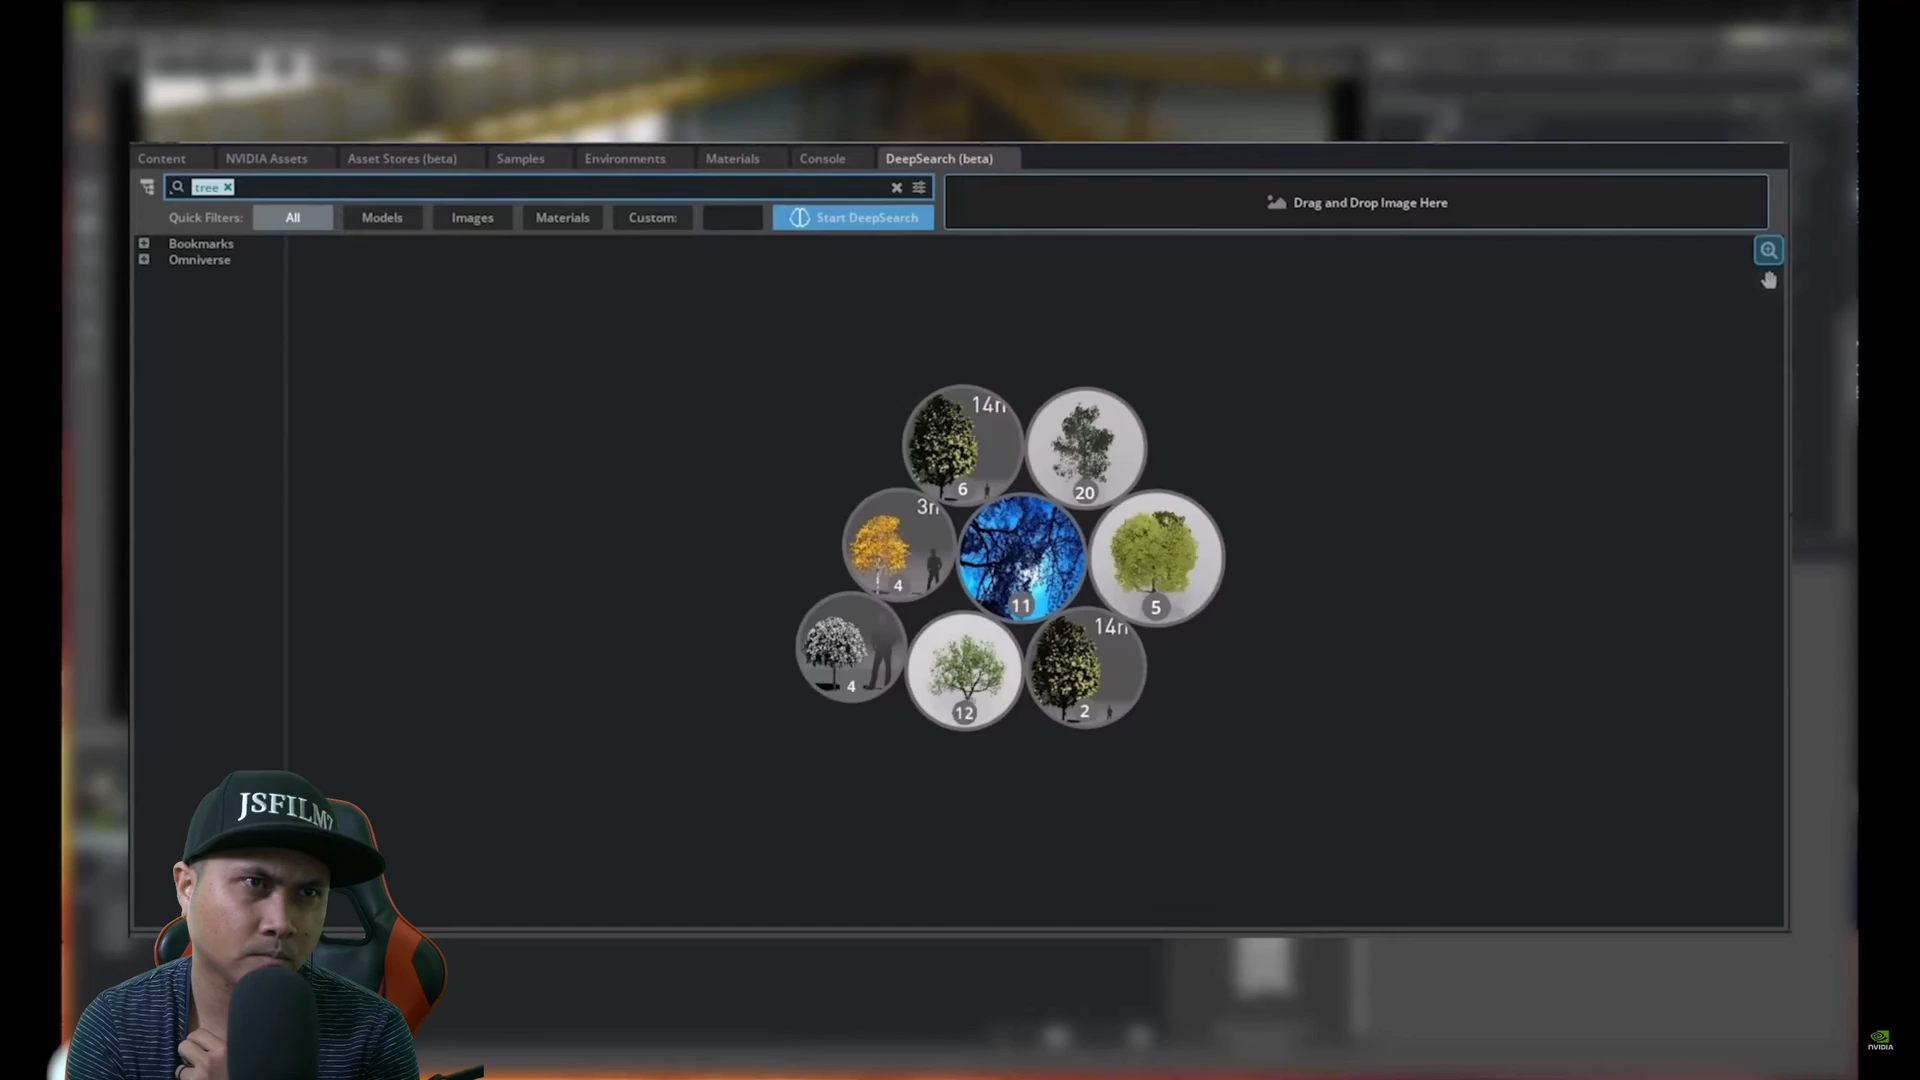 Content NVIDIA Assets Asset Stores (beta) Samples Environments Materials Console DeepSearch (beta)
tree
Drag and Drop Image Here
Quick Filters: All Models Images Materials Custom: Start DeepSearch
Bookmarks
Omniverse
14m
6
20
3m
4
11
5
14m
4
12
2
JSFILMZ
NVIDIA